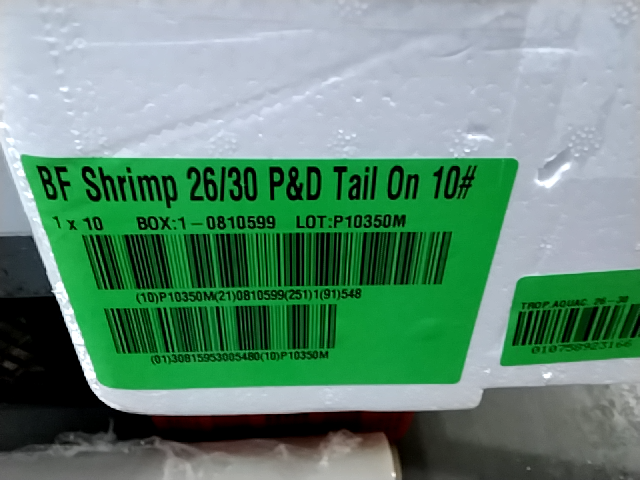 BF Shrimp 26/30 P&D Tail On 10#
1 x 10 BOX:1-0810599 LOT:P10350M
(10)P10350M(21)0810599(251)1(91)548
(01)30815953005480(10)P10350M
TROP.AQUAC. 26-30
010758923166